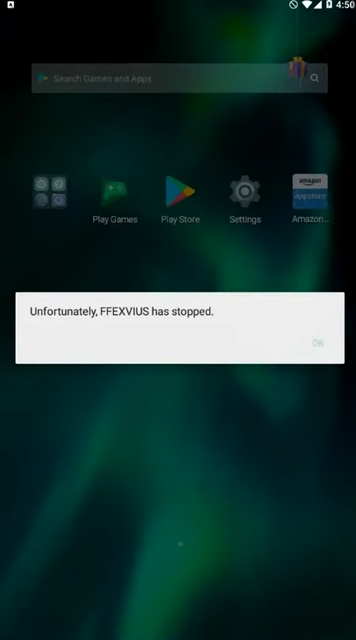 A
4:50
Search Games and Apps
Play Games
Play Store
Settings
amazon
appstore
Amazon...
Unfortunately, FFEXVIUS has stopped.
OK